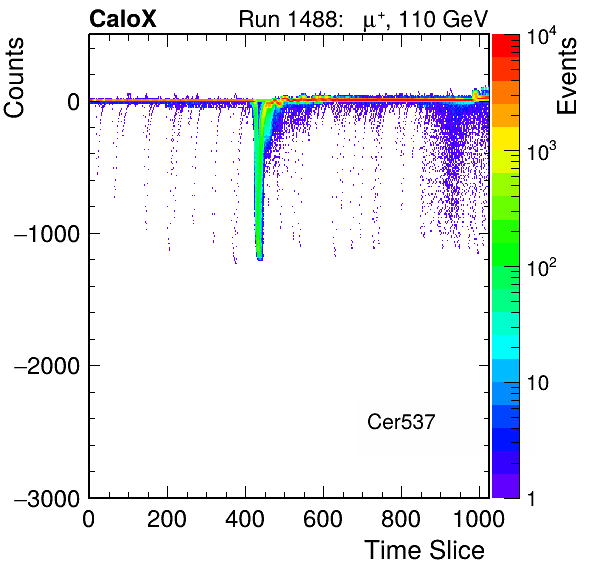 CaloX Run 1488: μ⁺, 110 GeV
Counts
Events
0
−1000
−2000
−3000
10⁴
10³
10²
10
1
Cer537
0 200 400 600 800 1000
Time Slice